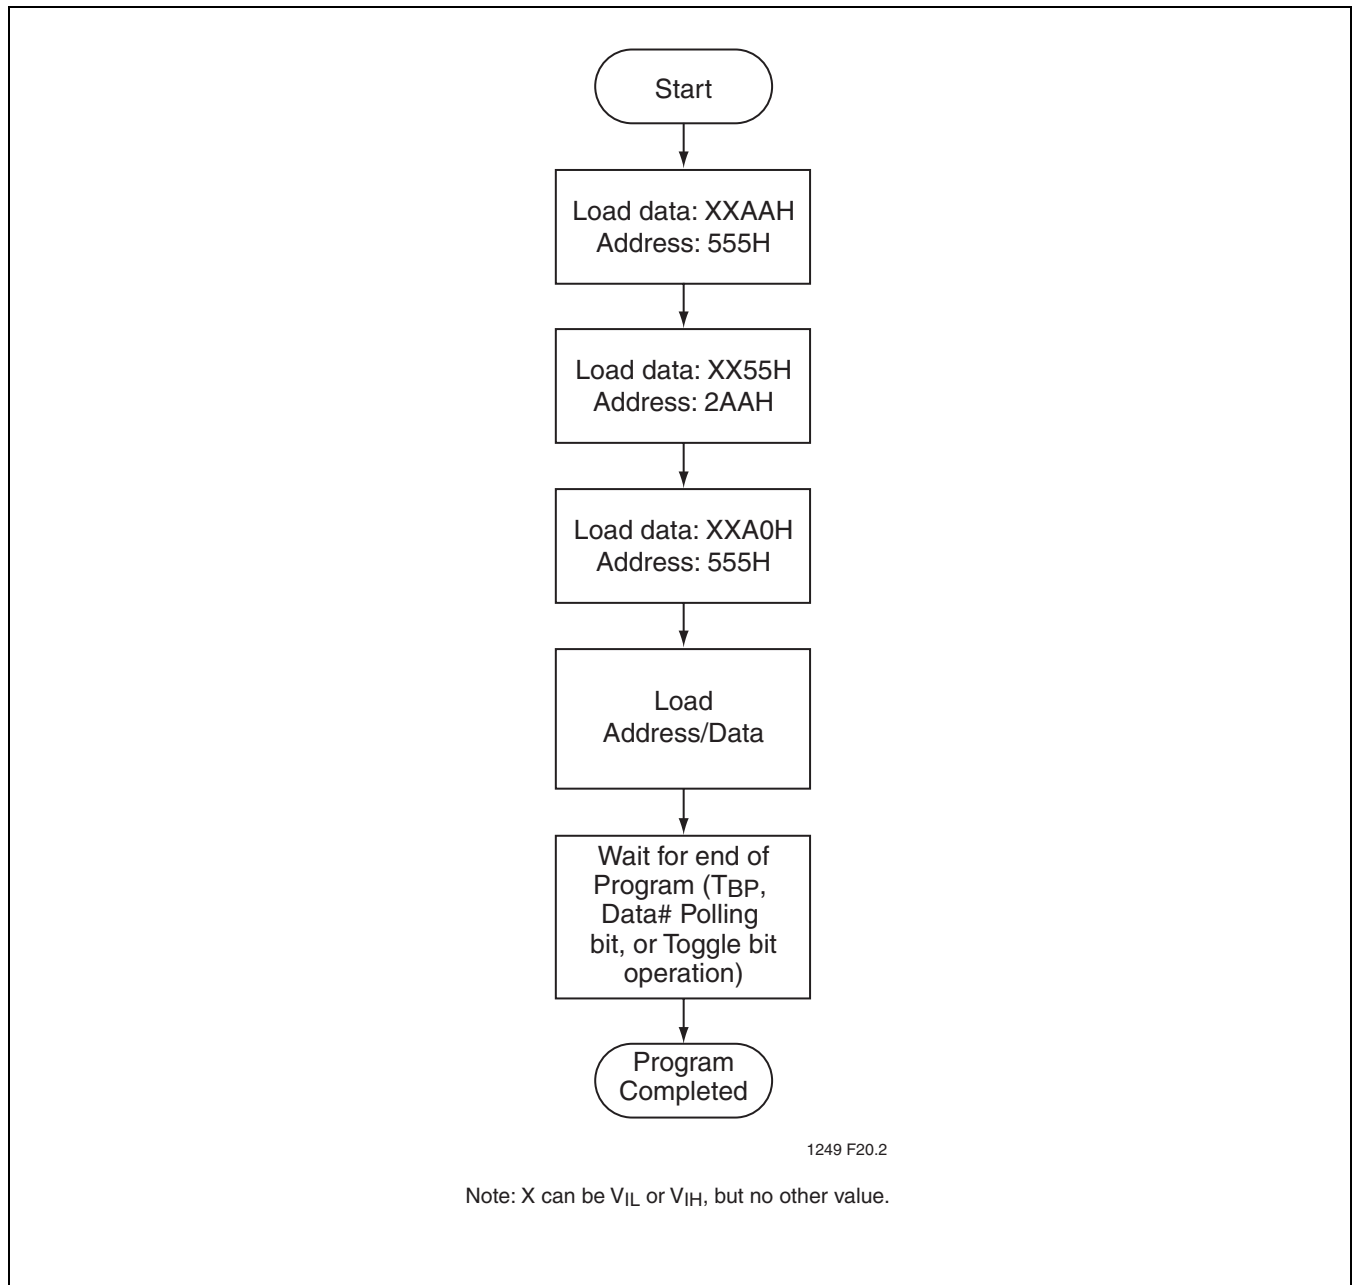 Start
Load data: XXAAH
Address: 555H
Load data: XX55H
Address: 2AAH
Load data: XXA0H
Address: 555H
Load
Address/Data
Wait for end of
Program (TBP,
Data# Polling
bit, or Toggle bit
operation)
Program
Completed
1249 F20.2
Note: X can be VIL or VIH, but no other value.